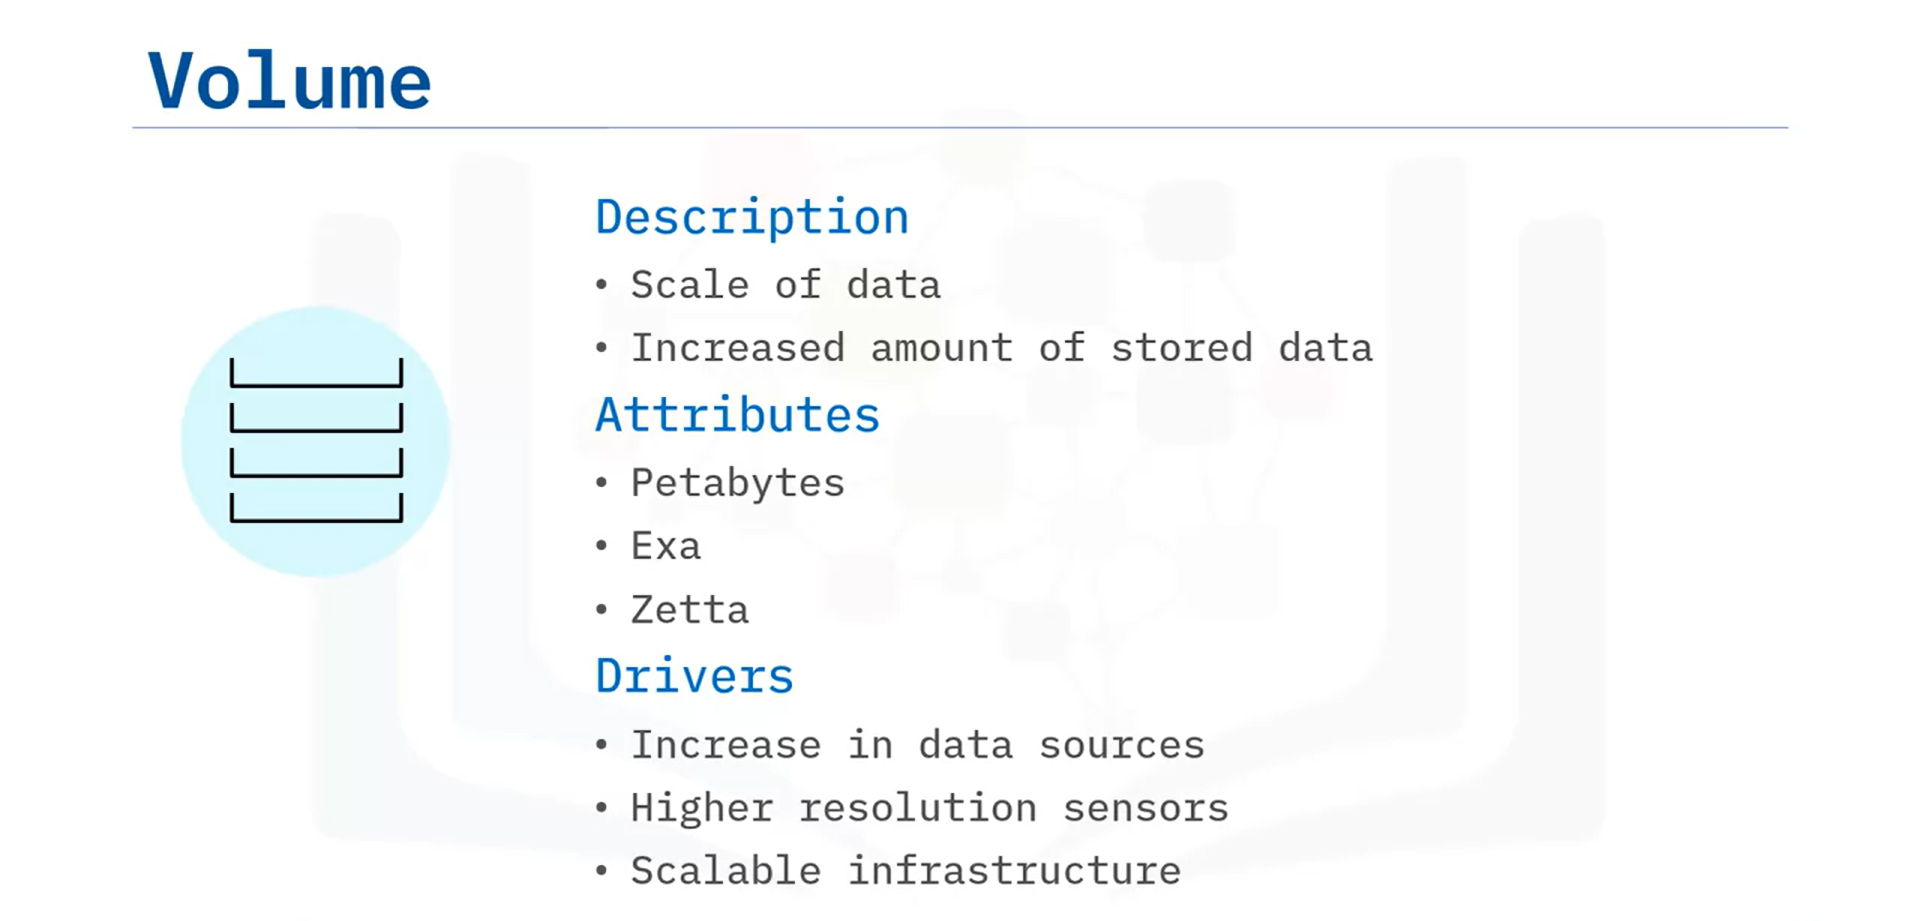 Volume
Description
• Scale of data
• Increased amount of stored data
Attributes
• Petabytes
• Exa
• Zetta
Drivers
• Increase in data sources
• Higher resolution sensors
• Scalable infrastructure